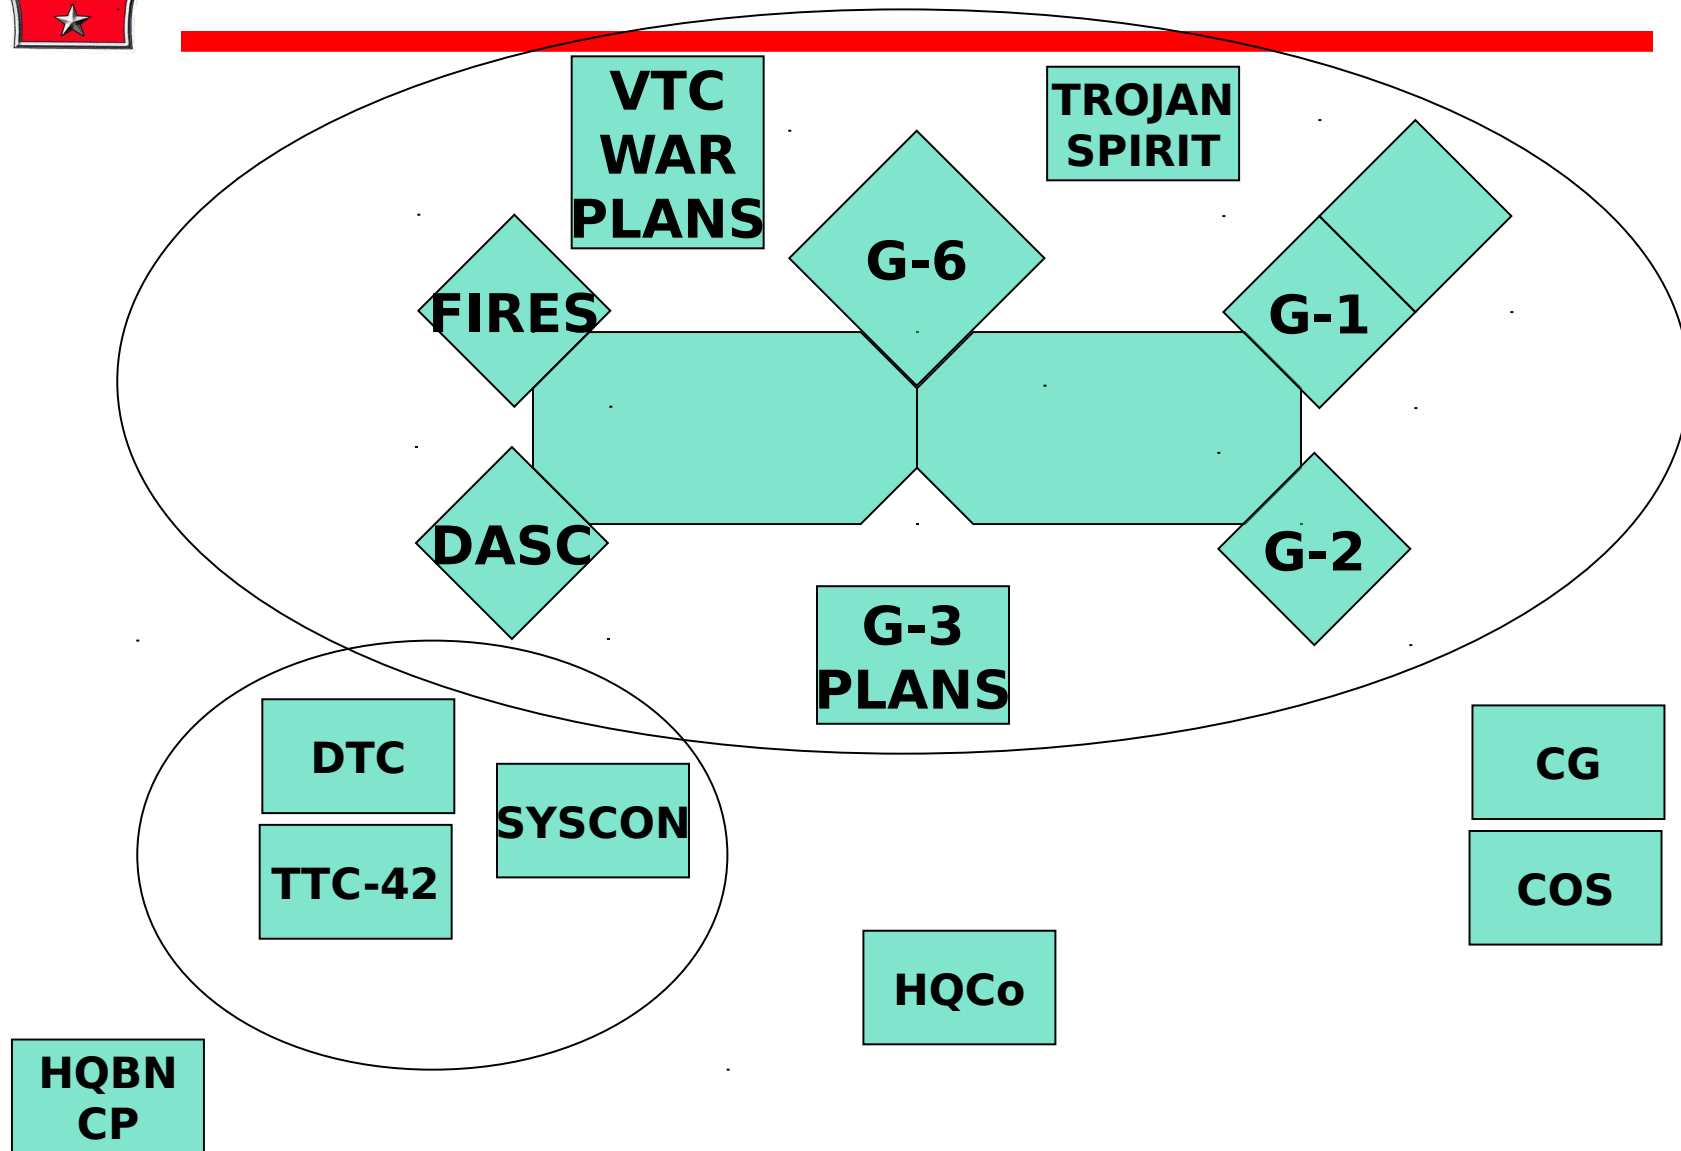 VTC
WAR
PLANS
TROJAN
SPIRIT
G-6
FIRES
G-1
DASC
G-2
G-3
PLANS
DTC
SYSCON
TTC-42
CG
COS
HQCo
HQBN
CP